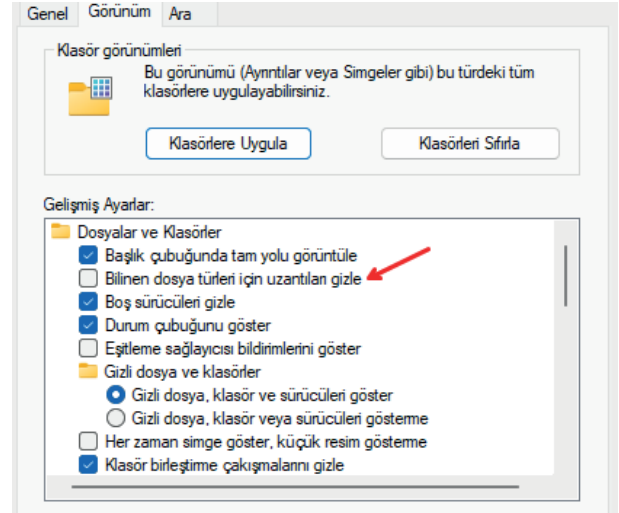 Genel Görünüm Ara
Klasör görünümleri
Bu görünümü (Ayrıntılar veya Simgeler gibi) bu türdeki tüm
klasörlere uygulayabilirsiniz.
Klasörlere Uygula Klasörleri Sıfırla
Gelişmiş Ayarlar:
Dosyalar ve Klasörler
Başlık çubuğunda tam yolu görüntüle
Bilinen dosya türleri için uzantıları gizle
Boş sürücüleri gizle
Durum çubuğunu göster
Eşitleme sağlayıcısı bildirimlerini göster
Gizli dosya ve klasörler
Gizli dosya, klasör ve sürücüleri göster
Gizli dosya, klasör veya sürücüleri gösterme
Her zaman simge göster, küçük resim gösterme
Klasör birleştirme çakışmalarını gizle